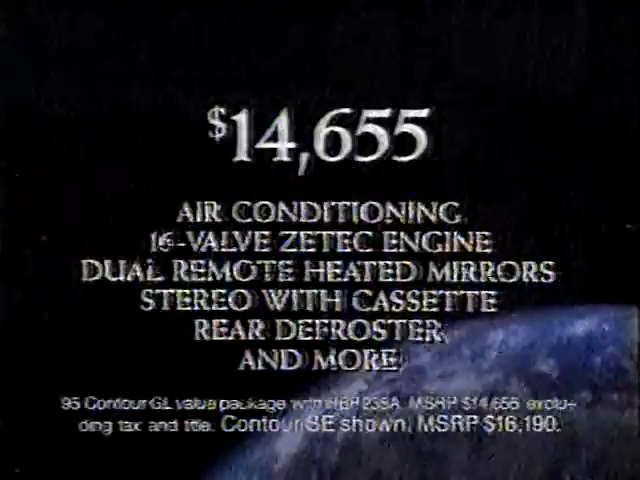 $14,655
AIR CONDITIONING
16-VALVE ZETEC ENGINE
DUAL REMOTE HEATED MIRRORS
STEREO WITH CASSETTE
REAR DEFROSTER
AND MORE
95 Contour GL value package with MSRP $14,655 exclu-
ding tax and title. Contour SE shown, MSRP $16,190.